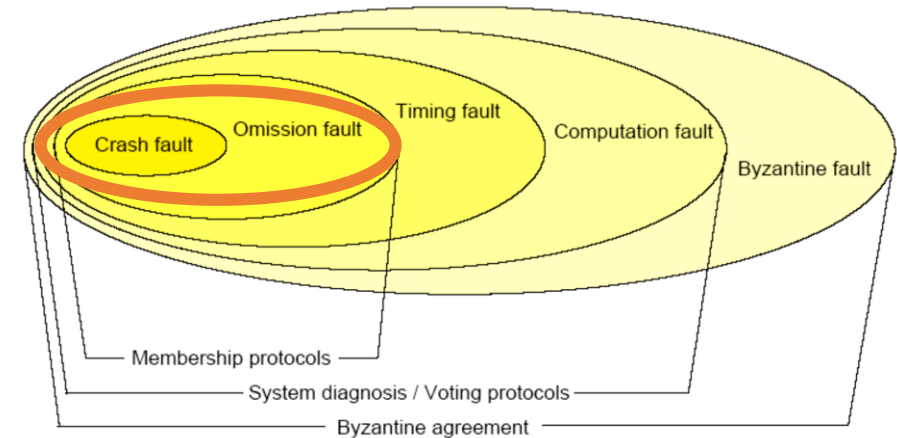 Crash fault
Omission fault
Timing fault
Computation fault
Byzantine fault
Membership protocols
System diagnosis / Voting protocols
Byzantine agreement